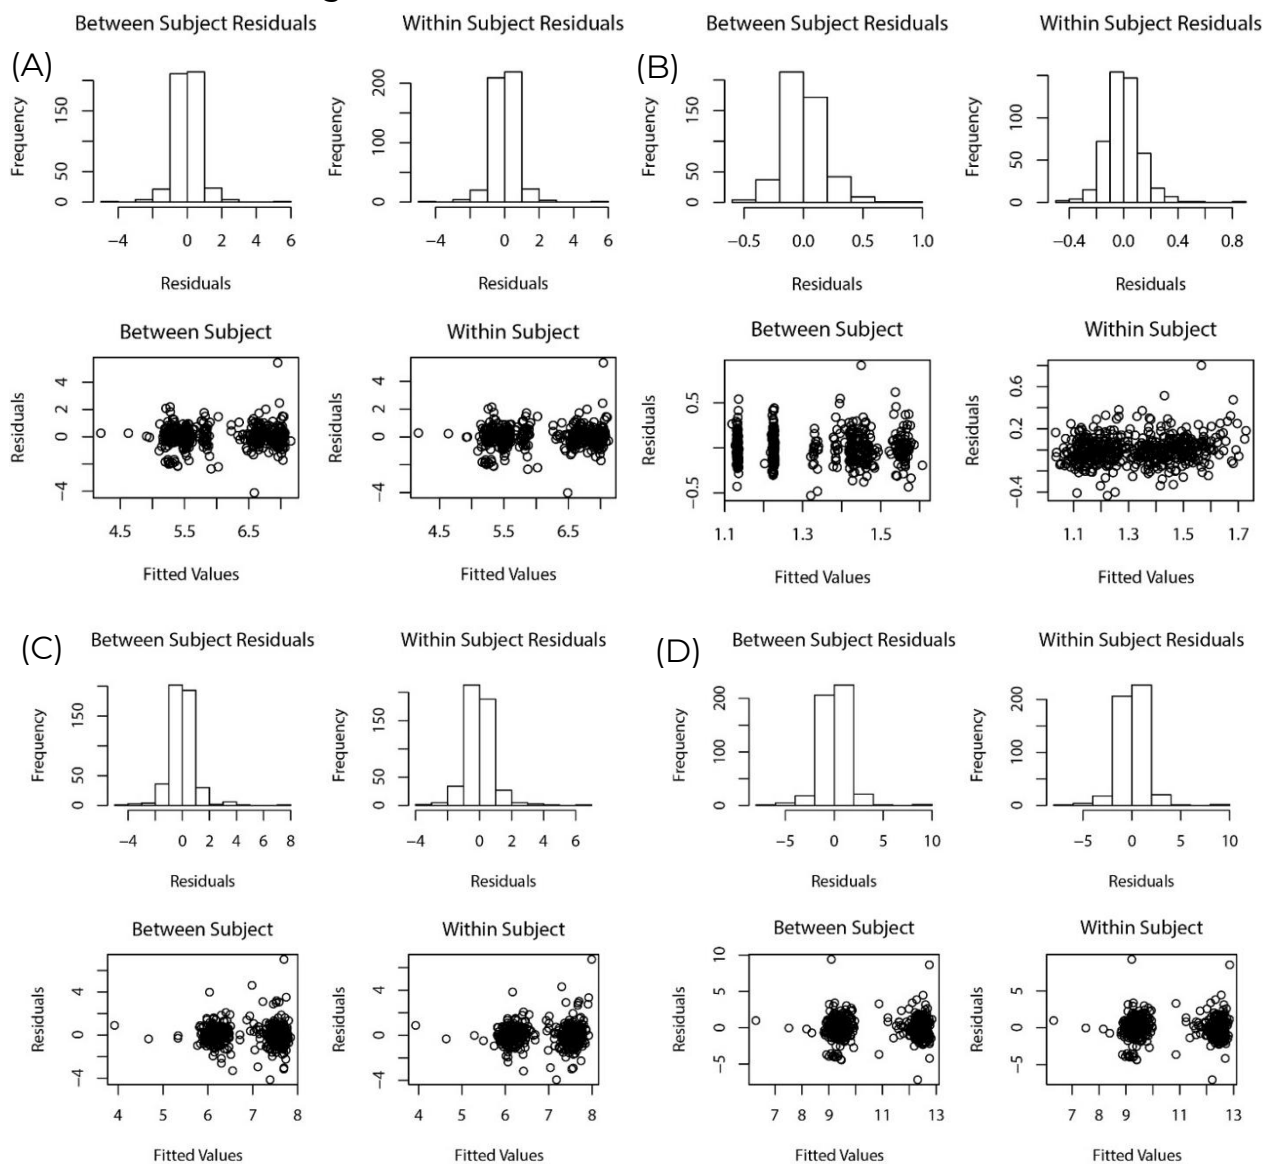 Between Subject Residuals
Within Subject Residuals
Between Subject Residuals
Within Subject Residuals
(A)
(B)
Frequency
0 50 150
−4 0 2 4 6
Residuals
Frequency
0 100 200
−4 0 2 4 6
Residuals
Frequency
0 50 150
−0.5 0.0 0.5 1.0
Residuals
Frequency
0 50 100
−0.4 0.0 0.4 0.8
Residuals
Between Subject
Residuals
−4 0 2 4
4.5 5.5 6.5
Fitted Values
Within Subject
Residuals
−4 0 2 4
4.5 5.5 6.5
Fitted Values
Between Subject
Residuals
−0.5 0.5
1.1 1.3 1.5
Fitted Values
Within Subject
Residuals
−0.4 0.2 0.6
1.1 1.3 1.5 1.7
Fitted Values
(C)
Between Subject Residuals
Within Subject Residuals
(D)
Between Subject Residuals
Within Subject Residuals
Frequency
0 50 150
−4 0 2 4 6 8
Residuals
Frequency
0 50 150
−4 0 2 4 6
Residuals
Frequency
0 100 200
−5 0 5 10
Residuals
Frequency
0 100 200
−5 0 5 10
Residuals
Between Subject
Residuals
−4 0 4
4 5 6 7 8
Fitted Values
Within Subject
Residuals
−4 0 4
4 5 6 7 8
Fitted Values
Between Subject
Residuals
−5 0 5 10
7 8 9 11 13
Fitted Values
Within Subject
Residuals
−5 0 5
7 8 9 11 13
Fitted Values